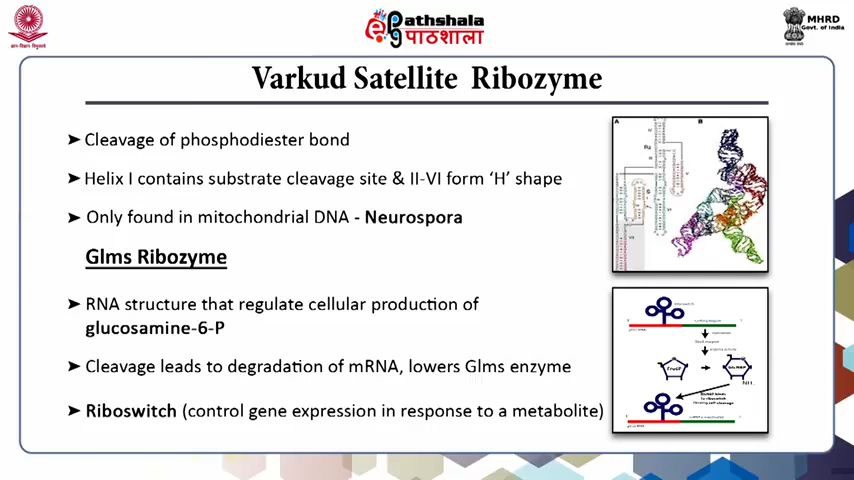 Pathshala
पाठशाला
MHRD
Govt. of India
Varkud Satellite Ribozyme
➤ Cleavage of phosphodiester bond
➤ Helix I contains substrate cleavage site & II-VI form ‘H’ shape
➤ Only found in mitochondrial DNA - Neurospora
Glms Ribozyme
➤ RNA structure that regulate cellular production of
glucosamine-6-P
➤ Cleavage leads to degradation of mRNA, lowers Glms enzyme
➤ Riboswitch (control gene expression in response to a metabolite)
A
B